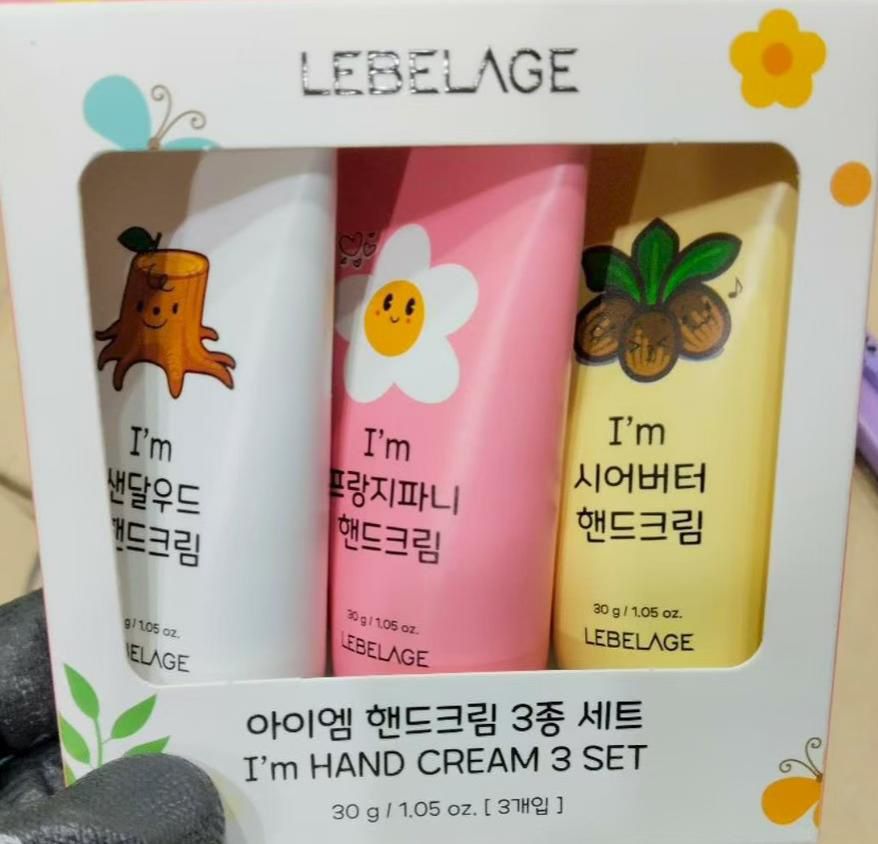 LEBELAGE
I'm
샌달우드
핸드크림
g / 1.05 oz.
ELAGE
I'm
프랑지파니
핸드크림
30 g / 1.05 oz.
LEBELAGE
I'm
시어버터
핸드크림
30 g / 1.05 oz.
LEBELAGE
아이엠 핸드크림 3종 세트
I'm HAND CREAM 3 SET
30 g / 1.05 oz. [ 3개입 ]